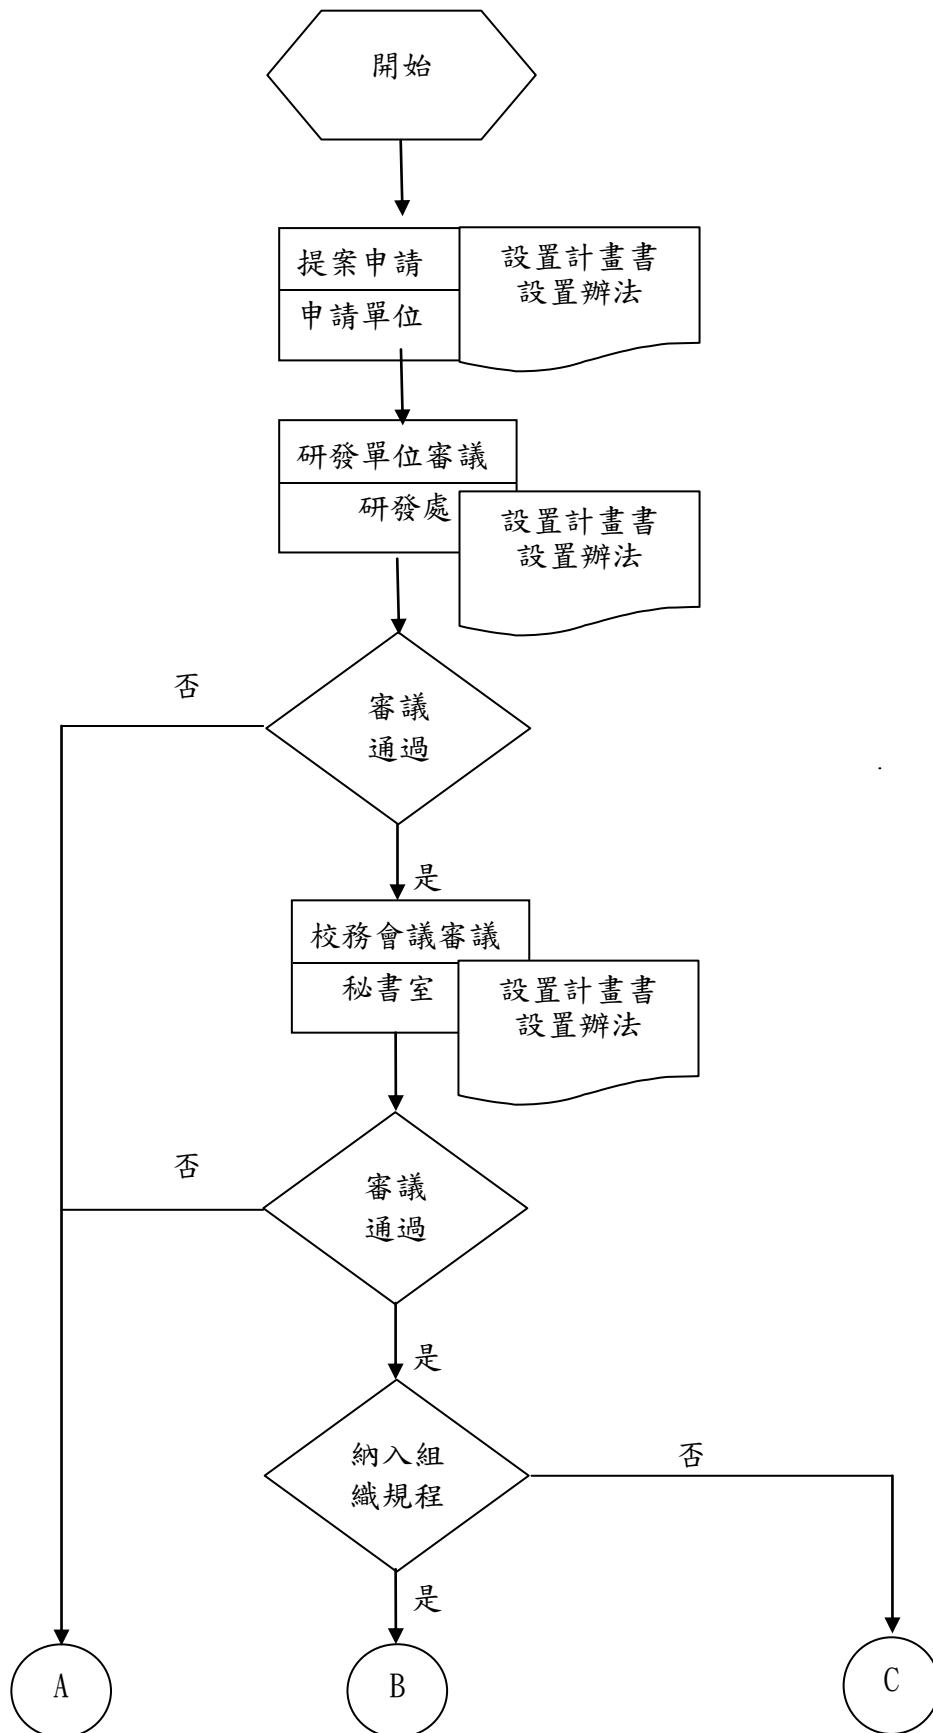 開始
提案申請
申請單位
設置計畫書
設置辦法
研發單位審議
研發處
設置計畫書
設置辦法
審議
通過
否
是
校務會議審議
秘書室
設置計畫書
設置辦法
審議
通過
否
是
納入組
織規程
否
是
A
B
C